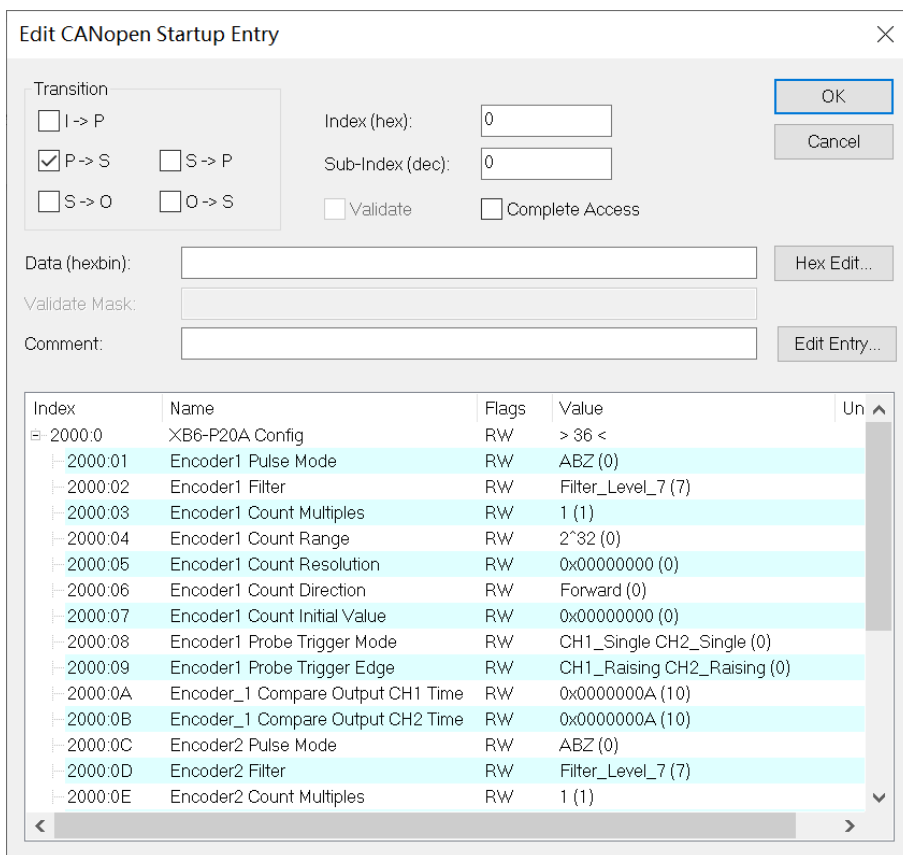 Edit CANopen Startup Entry
Transition
I -> P
P -> S
S -> P
S -> O
O -> S
Index (hex):
0
Sub-Index (dec):
0
Validate
Complete Access
OK
Cancel
Data (hexbin):
Hex Edit...
Validate Mask:
Comment:
Edit Entry...
Index Name Flags Value Un
2000:0 XB6-P20A Config RW > 36 <
2000:01 Encoder1 Pulse Mode RW ABZ (0)
2000:02 Encoder1 Filter RW Filter_Level_7 (7)
2000:03 Encoder1 Count Multiples RW 1 (1)
2000:04 Encoder1 Count Range RW 2^32 (0)
2000:05 Encoder1 Count Resolution RW 0x00000000 (0)
2000:06 Encoder1 Count Direction RW Forward (0)
2000:07 Encoder1 Count Initial Value RW 0x00000000 (0)
2000:08 Encoder1 Probe Trigger Mode RW CH1_Single CH2_Single (0)
2000:09 Encoder1 Probe Trigger Edge RW CH1_Raising CH2_Raising (0)
2000:0A Encoder_1 Compare Output CH1 Time RW 0x0000000A (10)
2000:0B Encoder_1 Compare Output CH2 Time RW 0x0000000A (10)
2000:0C Encoder2 Pulse Mode RW ABZ (0)
2000:0D Encoder2 Filter RW Filter_Level_7 (7)
2000:0E Encoder2 Count Multiples RW 1 (1)